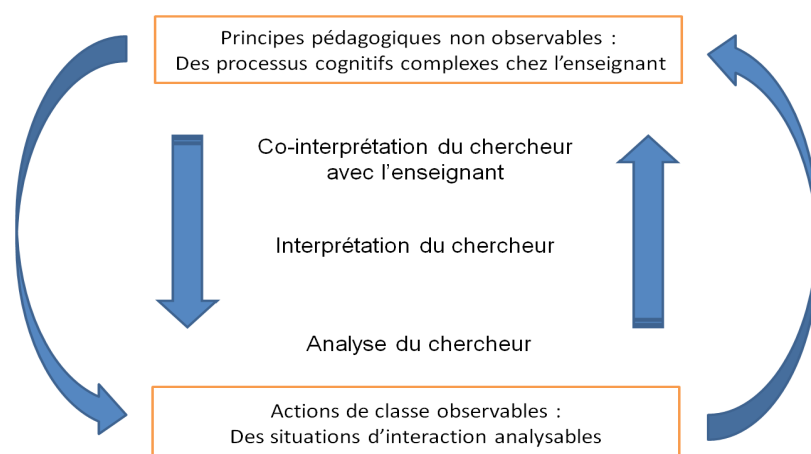 Principes pédagogiques non observables :
Des processus cognitifs complexes chez l’enseignant
Co-interprétation du chercheur
avec l’enseignant
Interprétation du chercheur
Analyse du chercheur
Actions de classe observables :
Des situations d’interaction analysables